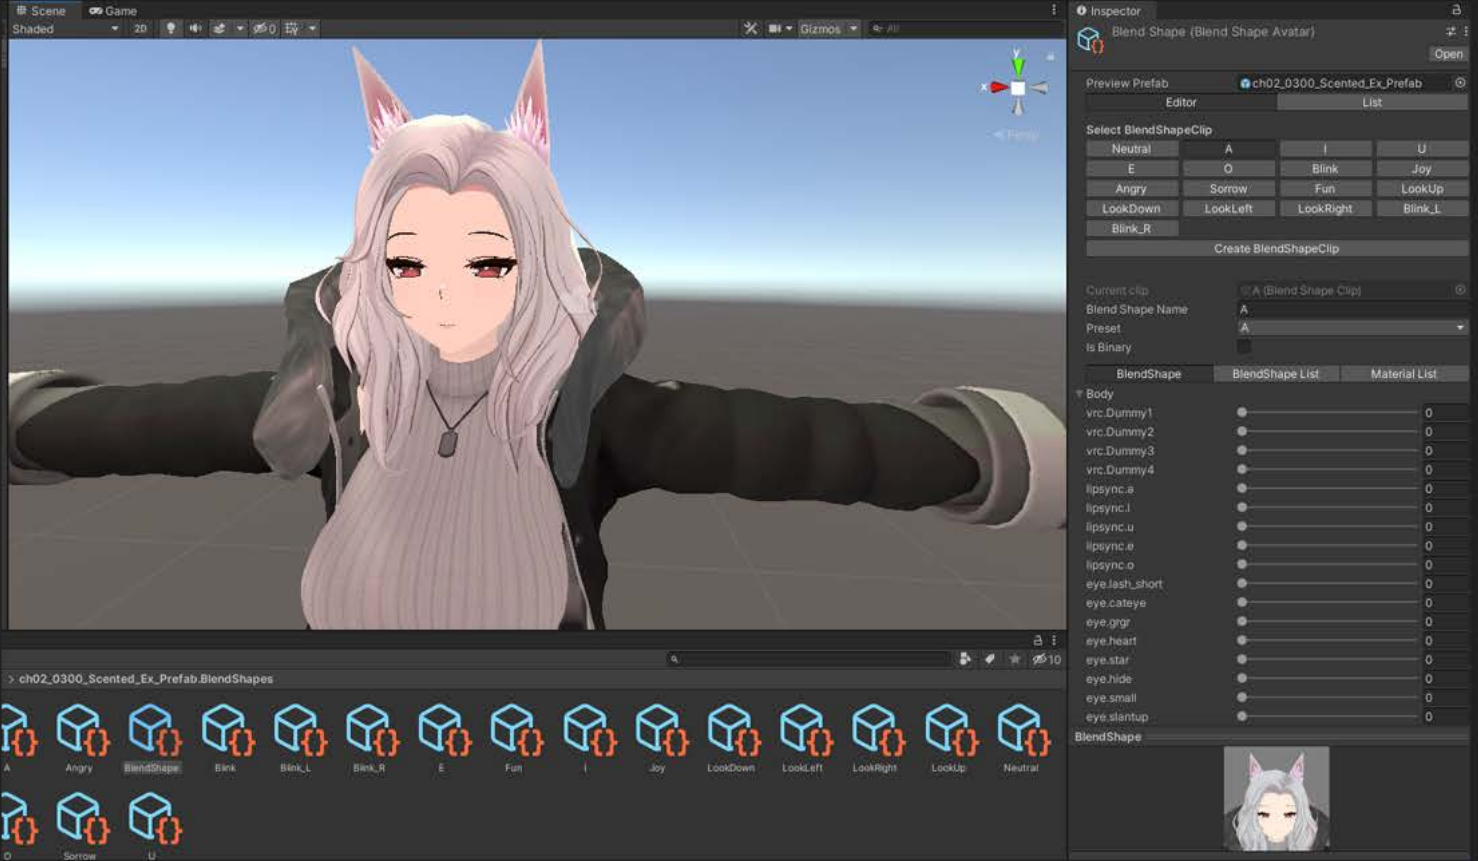 Scene Game
Shaded 2D 0 Gizmos All
y
x
Persp
10
ch02_0300_Scented_Ex_Prefab.BlendShapes
A Angry BlendShape Blink Blink_L Blink_R E Fun I Joy LookDown LookLeft LookRight LookUp Neutral
O Sorrow U
Inspector
Blend Shape (Blend Shape Avatar)
Open
Preview Prefab ch02_0300_Scented_Ex_Prefab
Editor List
Select BlendShapeClip
Neutral A I U
E O Blink Joy
Angry Sorrow Fun LookUp
LookDown LookLeft LookRight Blink_L
Blink_R
Create BlendShapeClip
Current clip A (Blend Shape Clip)
Blend Shape Name A
Preset A
Is Binary
BlendShape BlendShape List Material List
Body
vrc.Dummy1 0
vrc.Dummy2 0
vrc.Dummy3 0
vrc.Dummy4 0
lipsync.a 0
lipsync.i 0
lipsync.u 0
lipsync.e 0
lipsync.o 0
eye.lash_short 0
eye.cateye 0
eye.grgr 0
eye.heart 0
eye.star 0
eye.hide 0
eye.small 0
eye.slantup 0
BlendShape